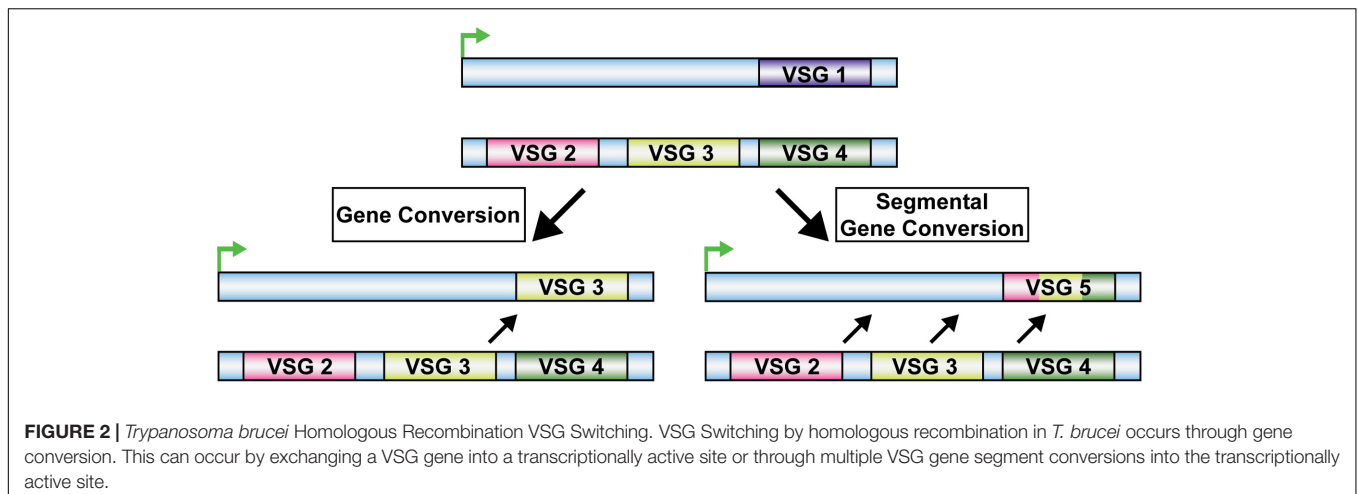 VSG 1
VSG 2 VSG 3 VSG 4
Gene Conversion
Segmental
Gene Conversion
VSG 3
VSG 5
VSG 2 VSG 3 VSG 4
VSG 2 VSG 3 VSG 4
FIGURE 2 | Trypanosoma brucei Homologous Recombination VSG Switching. VSG Switching by homologous recombination in T. brucei occurs through gene
conversion. This can occur by exchanging a VSG gene into a transcriptionally active site or through multiple VSG gene segment conversions into the transcriptionally
active site.